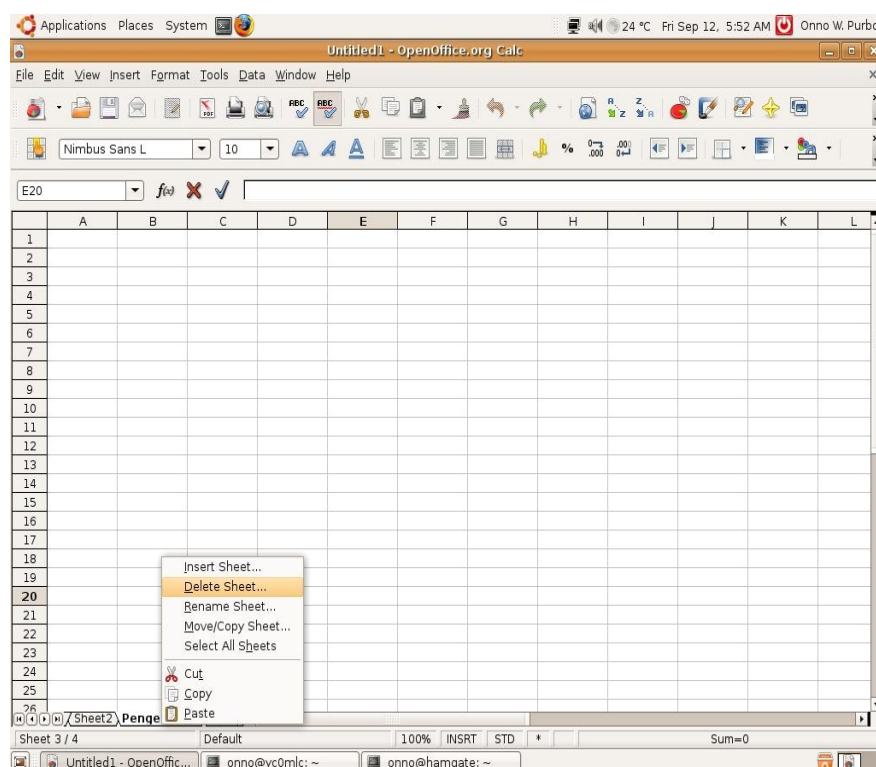 Applications Places System 24 °C Fri Sep 12, 5:52 AM Onno W. Purbo
Untitled1 - OpenOffice.org Calc
File Edit View Insert Format Tools Data Window Help
Nimbus Sans L 10
E20 f(x)
A B C D E F G H I J K L
1
2
3
4
5
6
7
8
9
10
11
12
13
14
15
16
17
18
19
20
21
22
23
24
25
26
Insert Sheet...
Delete Sheet...
Rename Sheet...
Move/Copy Sheet...
Select All Sheets
Cut
Copy
Paste
Sheet2 Penge
Sheet 3 / 4 Default 100% INSRT STD * Sum=0
Untitled1 - OpenOffic... onno@yc0mlc: ~ onno@hamgate: ~